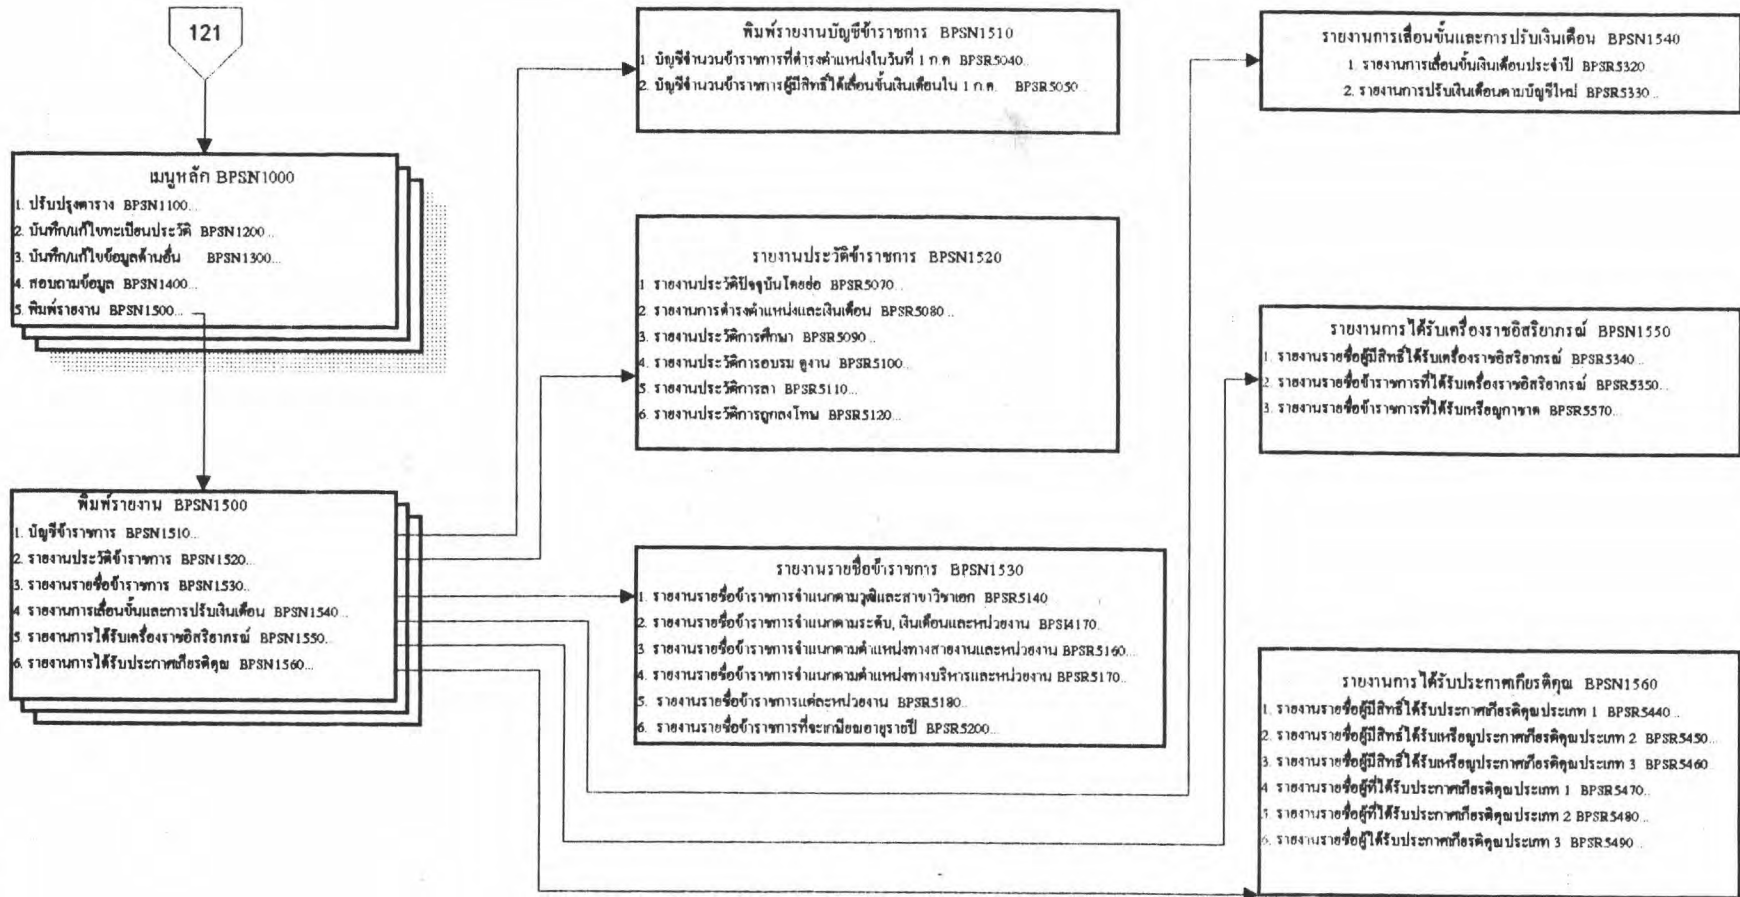 121
เมนูหลัก BPSN1000
1. ปรับปรุงตาราง BPSN1100...
2. บันทึก/แก้ไขทะเบียนประวัติ BPSN1200...
3. บันทึก/แก้ไขข้อมูลด้านอื่น BPSN1300...
4. สอบถามข้อมูล BPSN1400...
5. พิมพ์รายงาน BPSN1500...
พิมพ์รายงาน BPSN1500
1. บัญชีข้าราชการ BPSN1510...
2. รายงานประวัติข้าราชการ BPSN1520...
3. รายงานรายชื่อข้าราชการ BPSN1530...
4 รายงานการเลื่อนขั้นและการปรับเงินเดือน BPSN1540...
5. รายงานการได้รับเครื่องราชอิสริยาภรณ์ BPSN1550...
6. รายงานการได้รับประกาศเกียรติคุณ BPSN1560...
พิมพ์รายงานบัญชีข้าราชการ BPSN1510
1. บัญชีจำนวนข้าราชการที่ดำรงตำแหน่งในวันที่ 1 ก.ค BPSR5040...
2. บัญชีจำนวนข้าราชการผู้มีสิทธิ์ได้เลื่อนขั้นเงินเดือนใน 1 ก.ค. BPSR5050...
รายงานประวัติข้าราชการ BPSN1520
1 รายงานประวัติปัจจุบันโดยย่อ BPSR5070...
2. รายงานการดำรงตำแหน่งและเงินเดือน BPSR5080...
3. รายงานประวัติการศึกษา BPSR5090...
4. รายงานประวัติการอบรม ดูงาน BPSR5100...
5. รายงานประวัติการลา BPSR5110...
6. รายงานประวัติการถูกลงโทษ BPSR5120...
รายงานรายชื่อข้าราชการ BPSN1530
1. รายงานรายชื่อข้าราชการจำแนกตามวุฒิและสาขาวิชาเอก BPSR5140
2. รายงานรายชื่อข้าราชการจำแนกตามระดับ, เงินเดือนและหน่วยงาน BPSI4170...
3 รายงานรายชื่อข้าราชการจำแนกตามตำแหน่งทางสายงานและหน่วยงาน BPSR5160...
4. รายงานรายชื่อข้าราชการจำแนกตามตำแหน่งทางบริหารและหน่วยงาน BPSR5170...
5. รายงานรายชื่อข้าราชการแต่ละหน่วยงาน BPSR5180...
6. รายงานรายชื่อข้าราชการที่จะเกษียณอายุรายปี BPSR5200...
รายงานการเลื่อนขั้นและการปรับเงินเดือน BPSN1540
1. รายงานการเลื่อนขั้นเงินเดือนประจำปี BPSR5320...
2. รายงานการปรับเงินเดือนตามบัญชีใหม่ BPSR5330...
รายงานการได้รับเครื่องราชอิสริยาภรณ์ BPSN1550
1. รายงานรายชื่อผู้มีสิทธิ์ได้รับเครื่องราชอิสริยาภรณ์ BPSR5340...
2. รายงานรายชื่อข้าราชการที่ได้รับเครื่องราชอิสริยาภรณ์ BPSR5350...
3. รายงานรายชื่อข้าราชการที่ได้รับเหรียญกาชาด BPSR5570...
รายงานการได้รับประกาศเกียรติคุณ BPSN1560
1. รายงานรายชื่อผู้มีสิทธิ์ได้รับประกาศเกียรติคุณประเภท 1 BPSR5440...
2. รายงานรายชื่อผู้มีสิทธิ์ได้รับเหรียญประกาศเกียรติคุณประเภท 2 BPSR5450...
3. รายงานรายชื่อผู้มีสิทธิ์ได้รับเหรียญประกาศเกียรติคุณประเภท 3 BPSR5460
4 รายงานรายชื่อผู้ที่ได้รับประกาศเกียรติคุณประเภท 1 BPSR5470...
5. รายงานรายชื่อผู้ที่ได้รับประกาศเกียรติคุณประเภท 2 BPSR5480...
6. รายงานรายชื่อผู้ได้รับประกาศเกียรติคุณประเภท 3 BPSR5490...